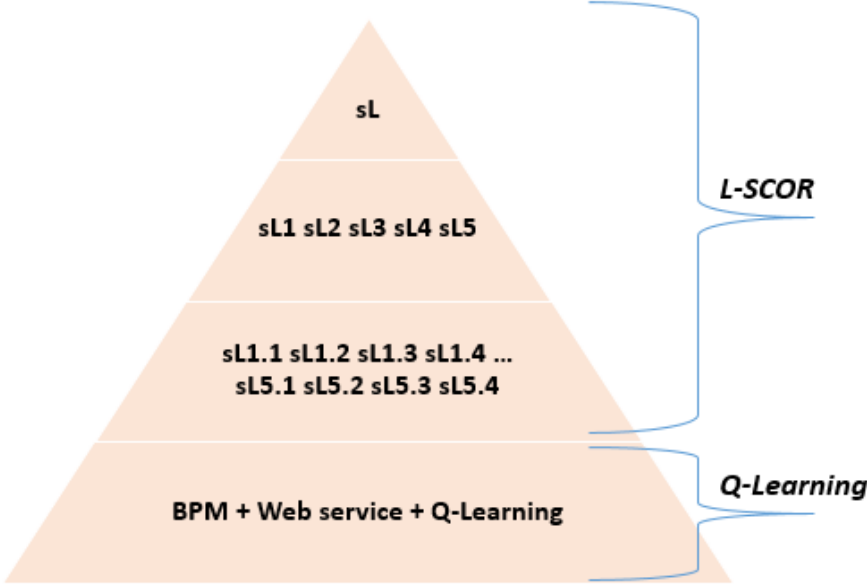 sL
sL1 sL2 sL3 sL4 sL5
L-SCOR
sL1.1 sL1.2 sL1.3 sL1.4 ...
sL5.1 sL5.2 sL5.3 sL5.4
BPM + Web service + Q-Learning
Q-Learning